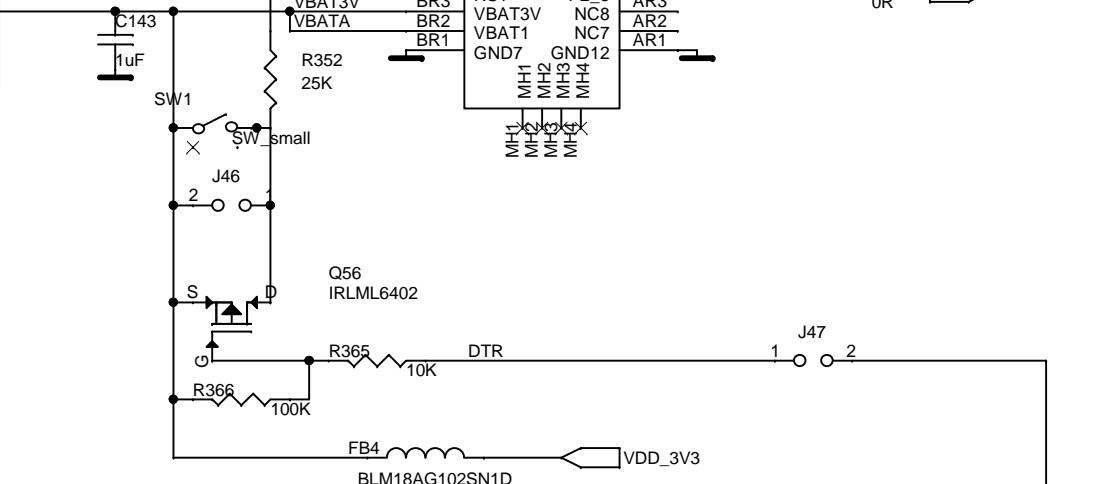 VBAT3V BR3 AR3 0R
C143 VBATA BR2 VBAT3V NC8 AR2
VBAT1 NC7
BR1 AR1
1uF R352 GND7 GND12
25K
MH1 MH2 MH3 MH4
SW1
SW_small
MH1 MH2 MH3 MH4
J46
2 1
Q56
S D IRLML6402
J47
G R365 DTR 1 2
10K
R366
100K
FB4
VDD_3V3
BLM18AG102SN1D